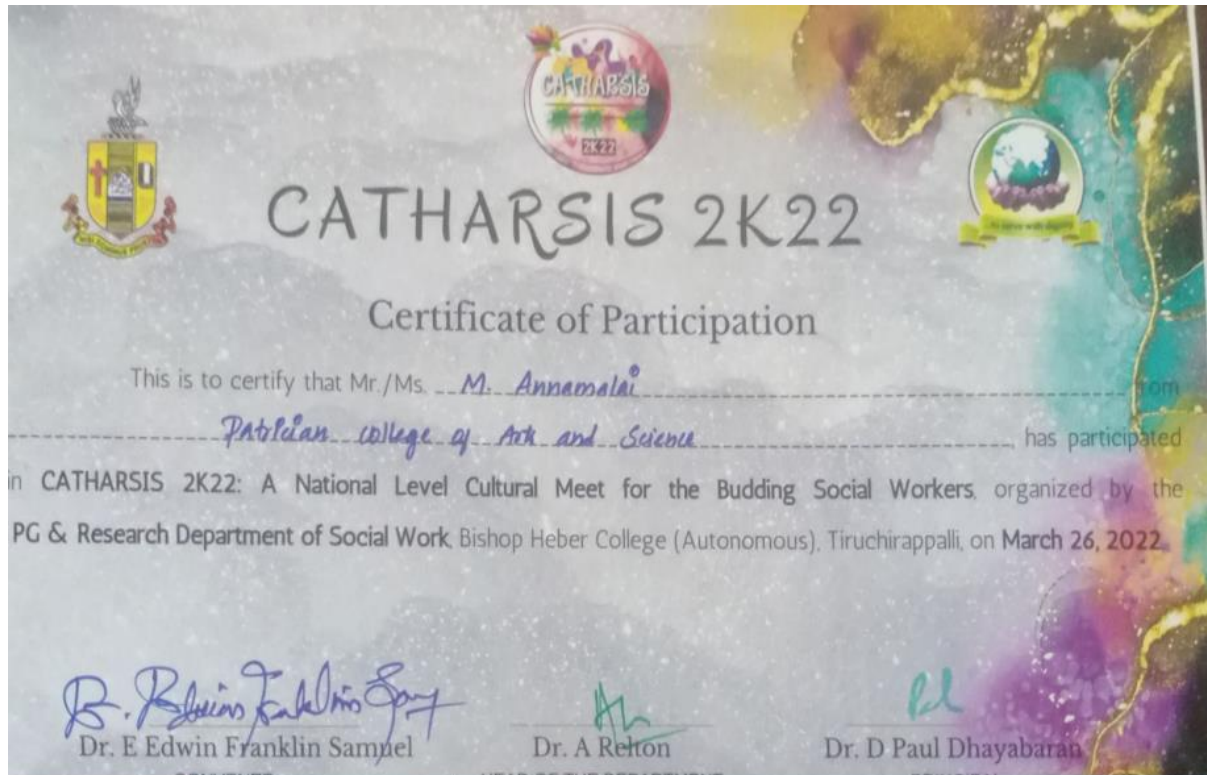 CATHARSIS
2K22
CATHARSIS 2K22
Certificate of Participation
This is to certify that Mr./Ms. M. Annamalai from
Patrician college of Arts and Science, has participated
in CATHARSIS 2K22: A National Level Cultural Meet for the Budding Social Workers, organized by the
PG & Research Department of Social Work, Bishop Heber College (Autonomous), Tiruchirappalli, on March 26, 2022.
Dr. E Edwin Franklin Samuel Dr. A Relton Dr. D Paul Dhayabaran